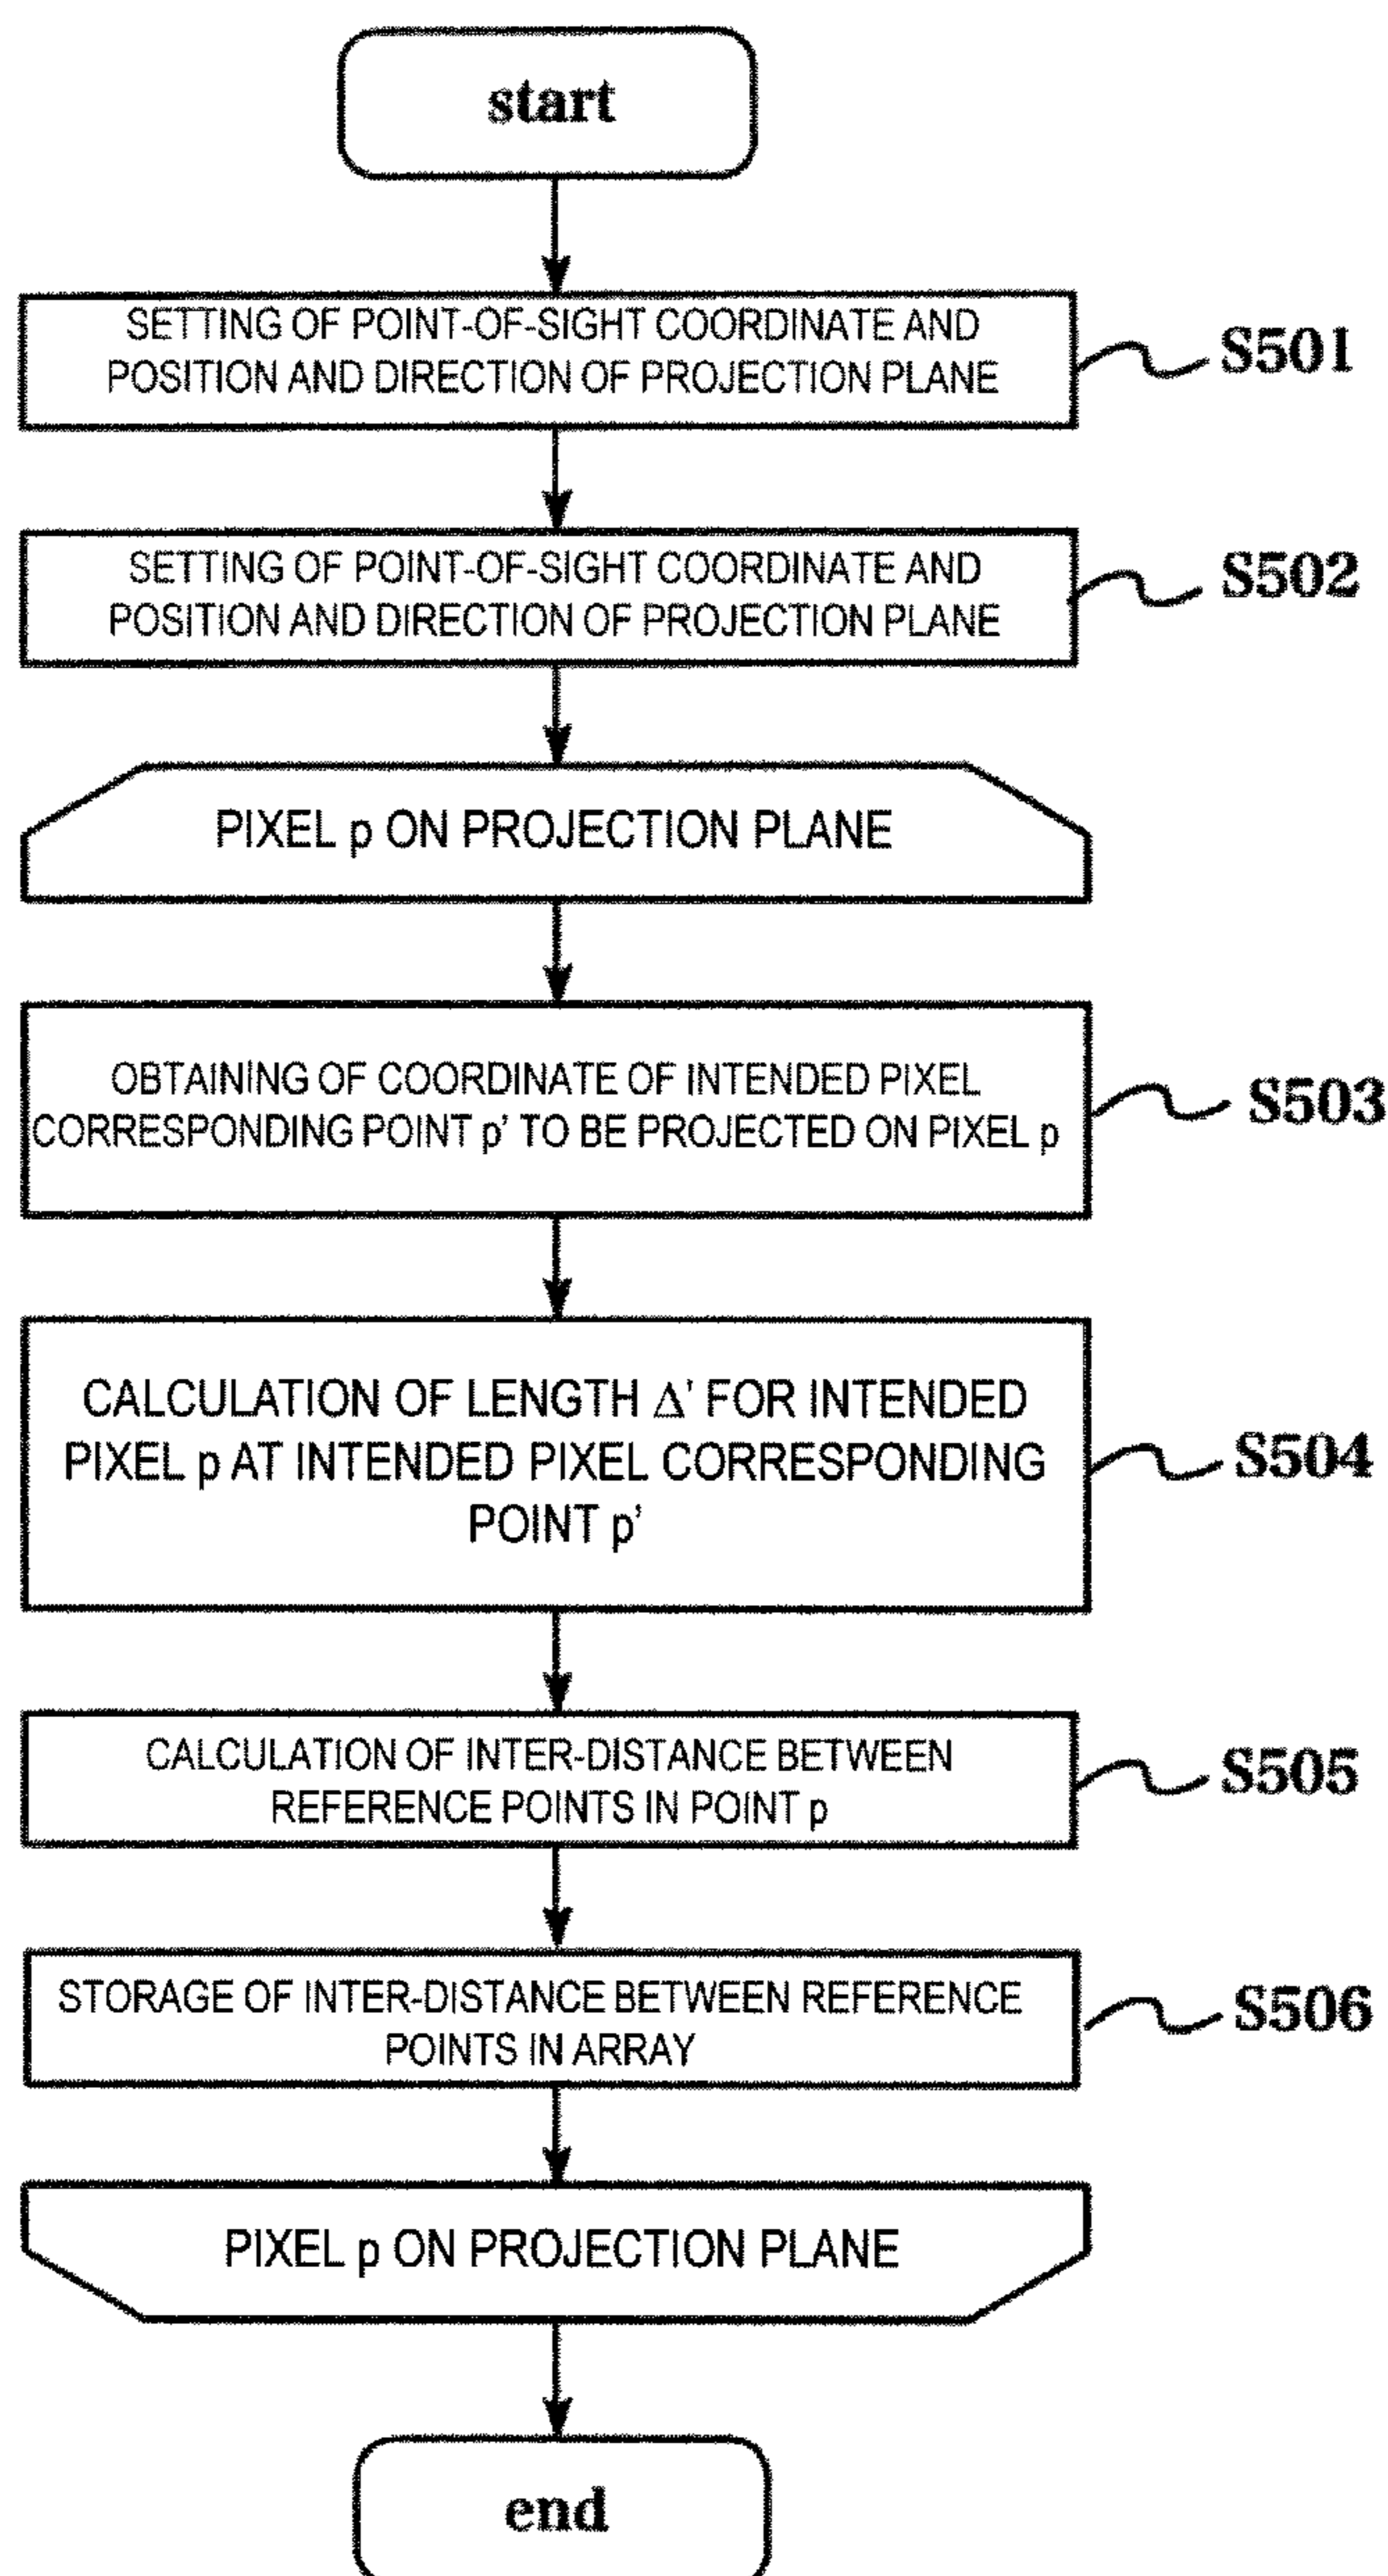 start
SETTING OF POINT-OF-SIGHT COORDINATE AND
POSITION AND DIRECTION OF PROJECTION PLANE
S501
SETTING OF POINT-OF-SIGHT COORDINATE AND
POSITION AND DIRECTION OF PROJECTION PLANE
S502
PIXEL p ON PROJECTION PLANE
OBTAINING OF COORDINATE OF INTENDED PIXEL
CORRESPONDING POINT p' TO BE PROJECTED ON PIXEL p
S503
CALCULATION OF LENGTH Δ' FOR INTENDED
PIXEL p AT INTENDED PIXEL CORRESPONDING
POINT p'
S504
CALCULATION OF INTER-DISTANCE BETWEEN
REFERENCE POINTS IN POINT p
S505
STORAGE OF INTER-DISTANCE BETWEEN REFERENCE
POINTS IN ARRAY
S506
PIXEL p ON PROJECTION PLANE
end